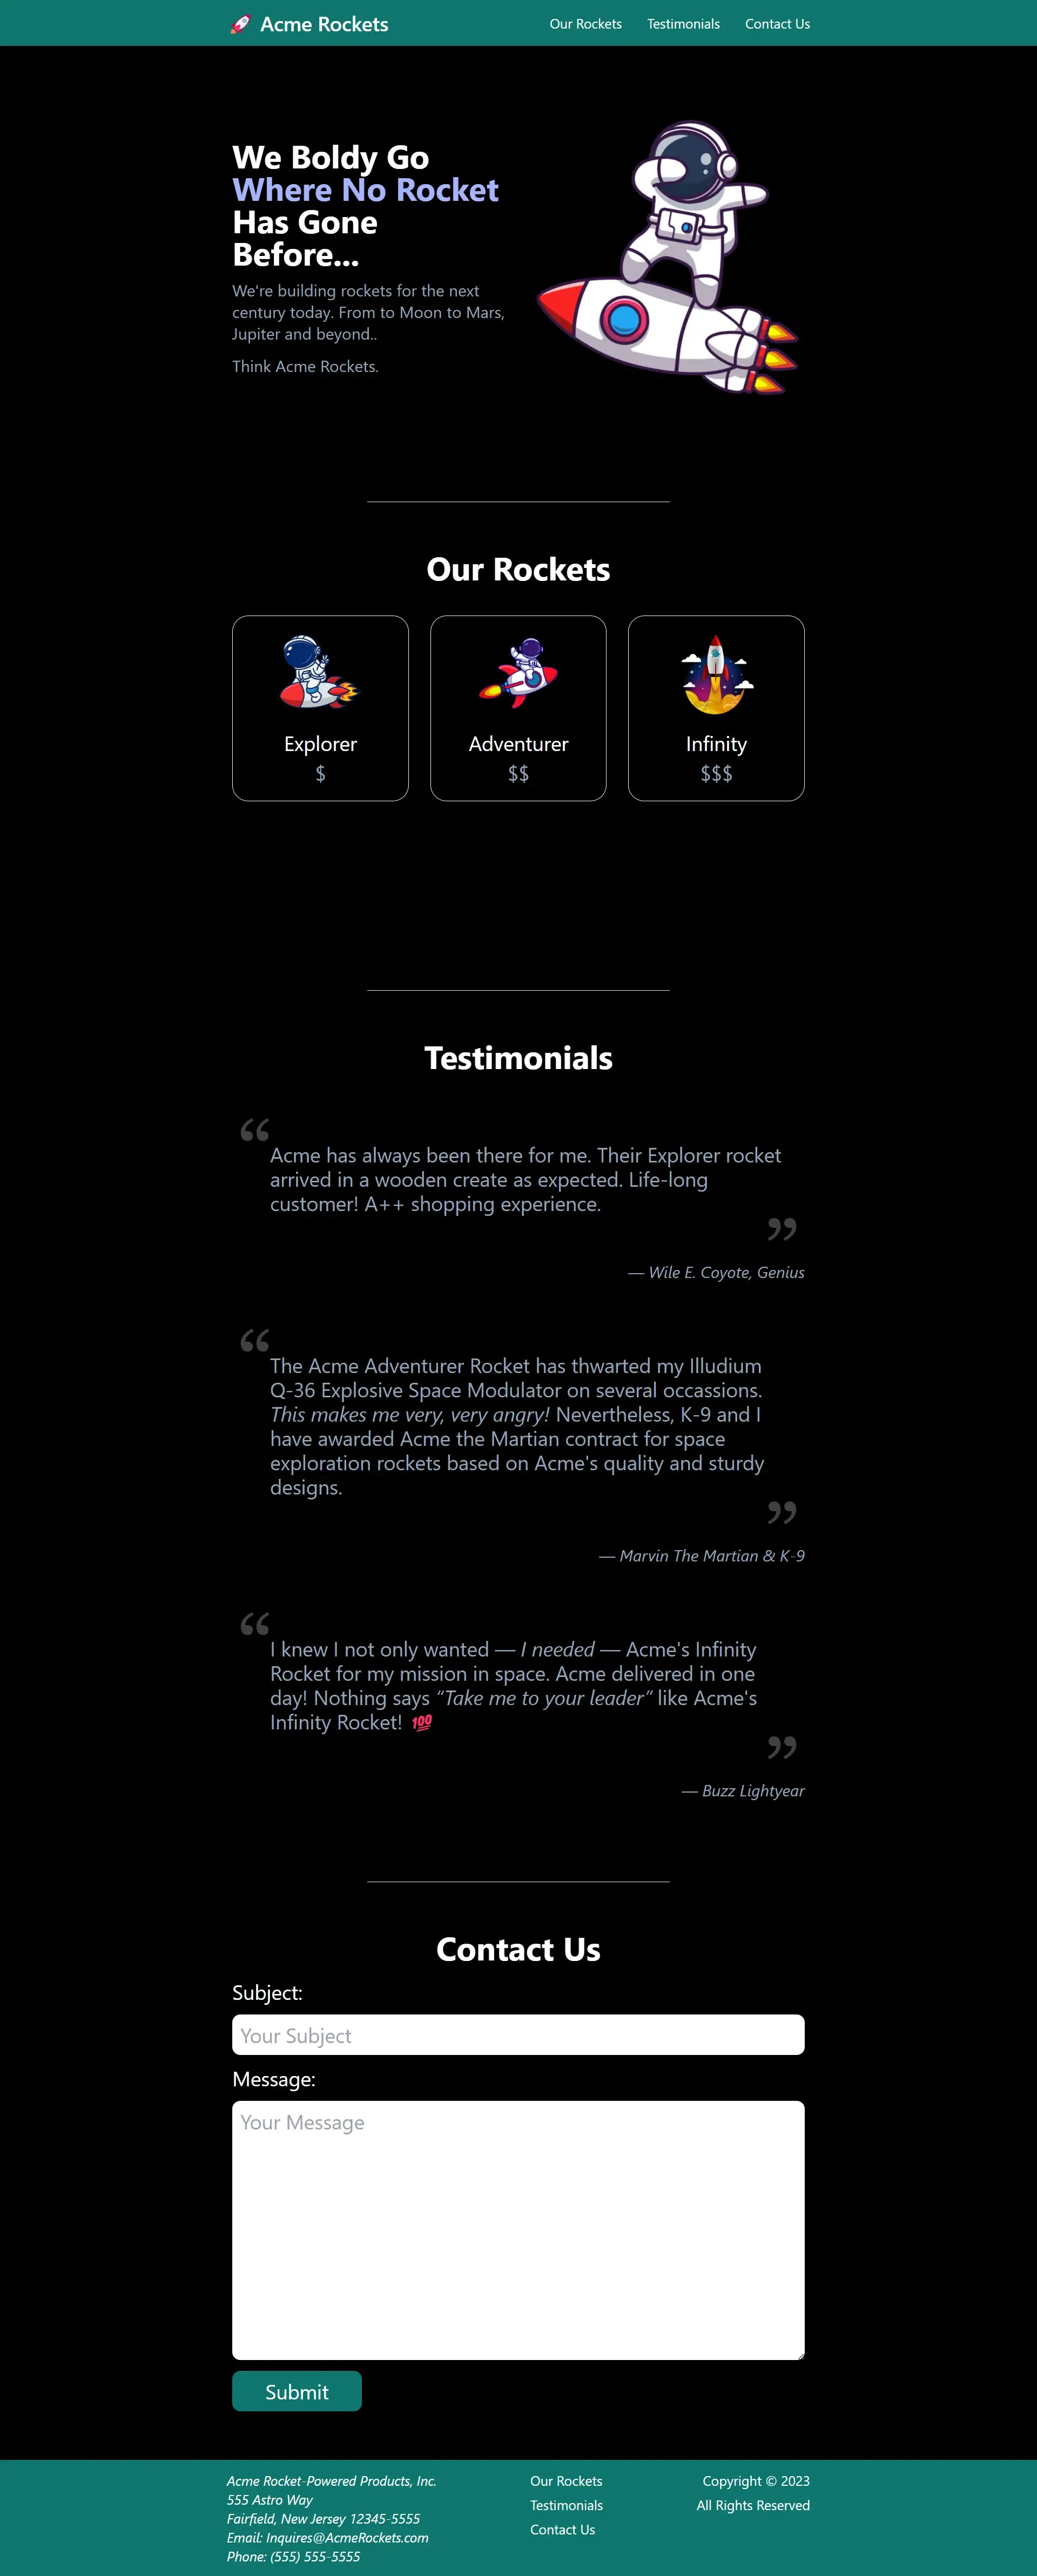 Acme Rockets
Our Rockets
Testimonials
Contact Us
We Boldy Go
Where No Rocket
Has Gone
Before...
We're building rockets for the next
century today. From to Moon to Mars,
Jupiter and beyond..
Think Acme Rockets.
Our Rockets
Explorer
$
Adventurer
$$
Infinity
$$$
Testimonials
“
Acme has always been there for me. Their Explorer rocket
arrived in a wooden create as expected. Life-long
customer! A++ shopping experience.
”
— Wile E. Coyote, Genius
“
The Acme Adventurer Rocket has thwarted my Illudium
Q-36 Explosive Space Modulator on several occassions.
This makes me very, very angry! Nevertheless, K-9 and I
have awarded Acme the Martian contract for space
exploration rockets based on Acme's quality and sturdy
designs.
”
— Marvin The Martian & K-9
“
I knew I not only wanted — I needed — Acme's Infinity
Rocket for my mission in space. Acme delivered in one
day! Nothing says “Take me to your leader” like Acme's
Infinity Rocket! 💯
”
— Buzz Lightyear
Contact Us
Subject:
Your Subject
Message:
Your Message
Submit
Acme Rocket-Powered Products, Inc.
555 Astro Way
Fairfield, New Jersey 12345-5555
Email: Inquires@AcmeRockets.com
Phone: (555) 555-5555
Our Rockets
Testimonials
Contact Us
Copyright © 2023
All Rights Reserved